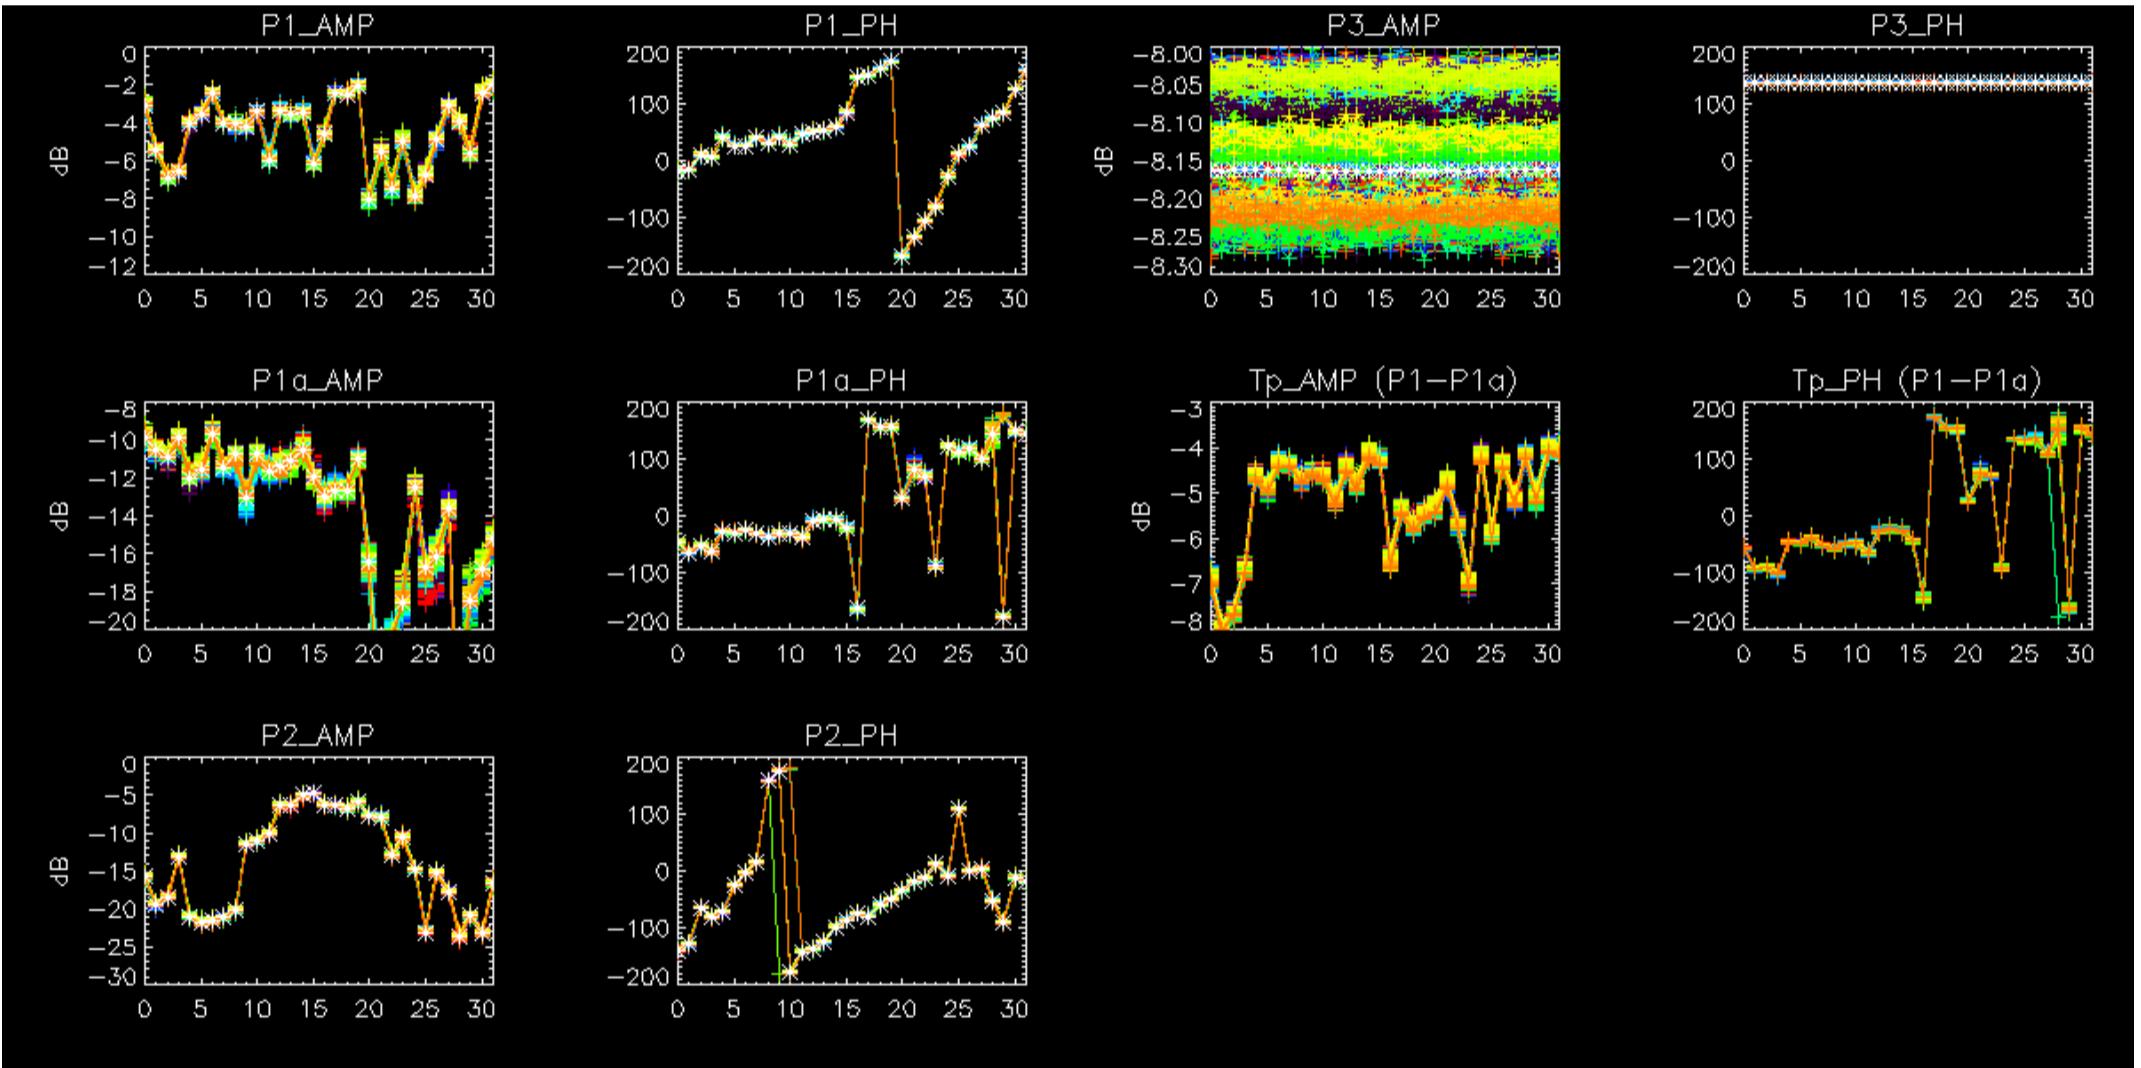 P1_AMP
dB
0
-2
-4
-6
-8
-10
-12
0 5 10 15 20 25 30
P1_PH
200
100
0
-100
-200
0 5 10 15 20 25 30
P3_AMP
dB
-8.00
-8.05
-8.10
-8.15
-8.20
-8.25
-8.30
0 5 10 15 20 25 30
P3_PH
200
100
0
-100
-200
0 5 10 15 20 25 30
P1a_AMP
dB
-8
-10
-12
-14
-16
-18
-20
0 5 10 15 20 25 30
P1a_PH
200
100
0
-100
-200
0 5 10 15 20 25 30
Tp_AMP (P1-P1a)
dB
-3
-4
-5
-6
-7
-8
0 5 10 15 20 25 30
Tp_PH (P1-P1a)
200
100
0
-100
-200
0 5 10 15 20 25 30
P2_AMP
dB
0
-5
-10
-15
-20
-25
-30
0 5 10 15 20 25 30
P2_PH
200
100
0
-100
-200
0 5 10 15 20 25 30